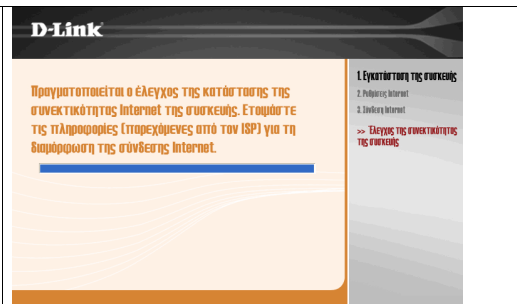 D-Link
Πραγματοποιείται ο έλεγχος της κατάστασης της
συνεκτικότητας Internet της συσκευής. Ετοιμάστε
τις πληροφορίες (παρεχόμενες από τον ISP) για τη
διαμόρφωση της σύνδεσης Internet.
1. Εγκατάσταση της συσκευής
2. Ρυθμίσεις Internet
3. Σύνδεση Internet
>> Έλεγχος της συνεκτικότητας
της συσκευής